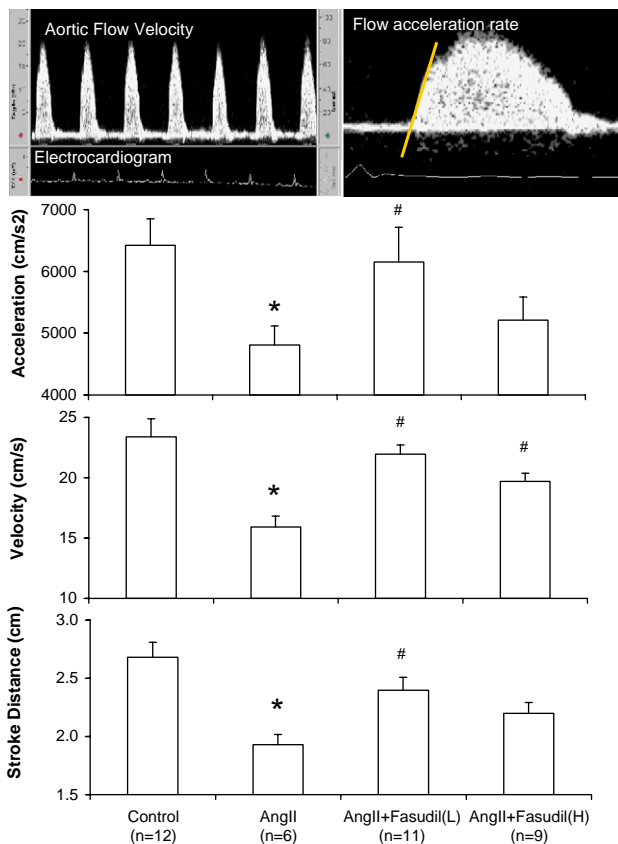 Aortic Flow Velocity
Flow acceleration rate
Electrocardiogram
Acceleration (cm/s2)
7000
6000
5000
4000
*
#
Velocity (cm/s)
25
20
15
10
*
#
#
Stroke Distance (cm)
3.0
2.5
2.0
1.5
*
#
Control
(n=12)
AngII
(n=6)
AngII+Fasudil(L)
(n=11)
AngII+Fasudil(H)
(n=9)